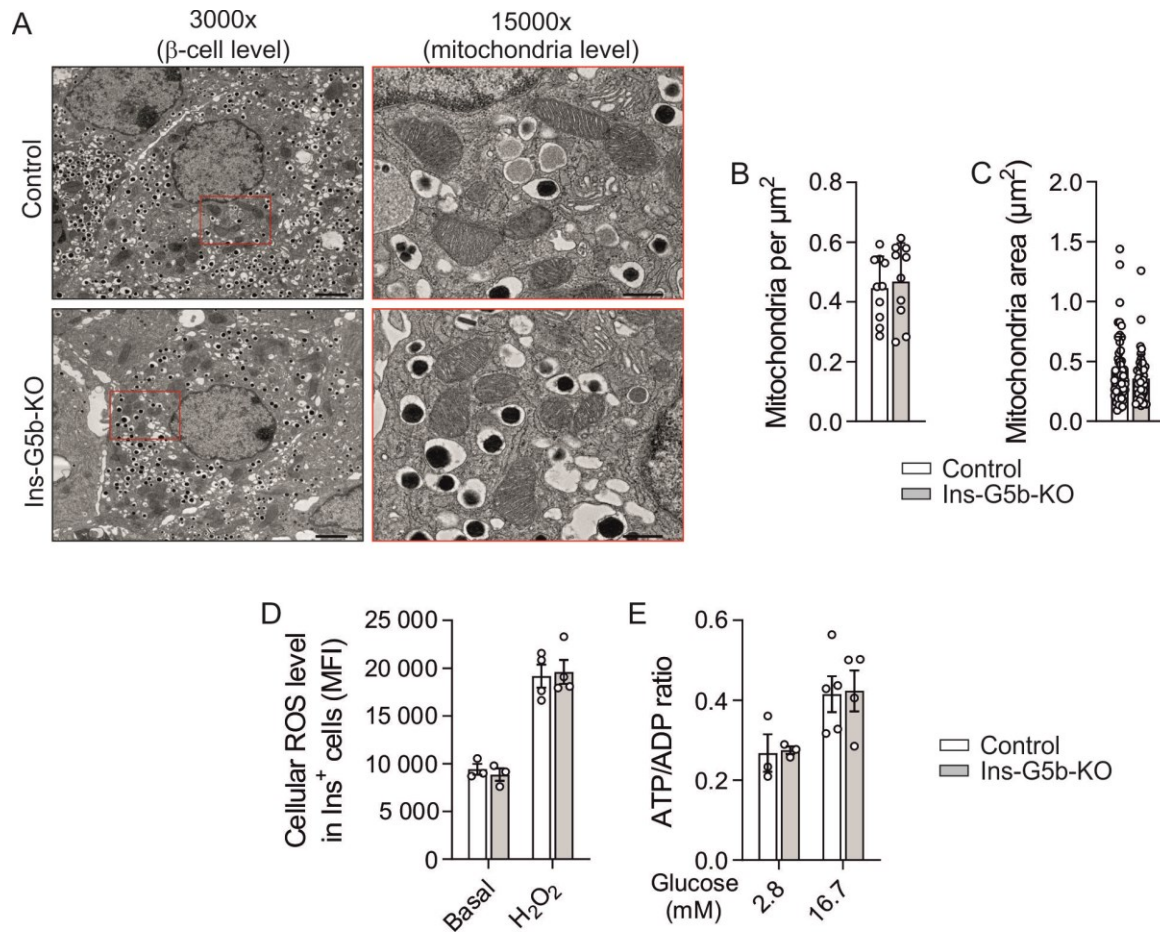 A
3000x
(β-cell level)
15000x
(mitochondria level)
Control
Ins-G5b-KO
B
Mitochondria per µm²
0.8
0.6
0.4
0.2
0.0
C
Mitochondria area (µm²)
2.0
1.5
1.0
0.5
0.0
Control
Ins-G5b-KO
D
Cellular ROS level
in Ins⁺ cells (MFI)
25 000
20 000
15 000
10 000
5 000
0
Basal
H₂O₂
E
ATP/ADP ratio
0.6
0.4
0.2
0.0
Glucose
(mM)
2.8
16.7
Control
Ins-G5b-KO